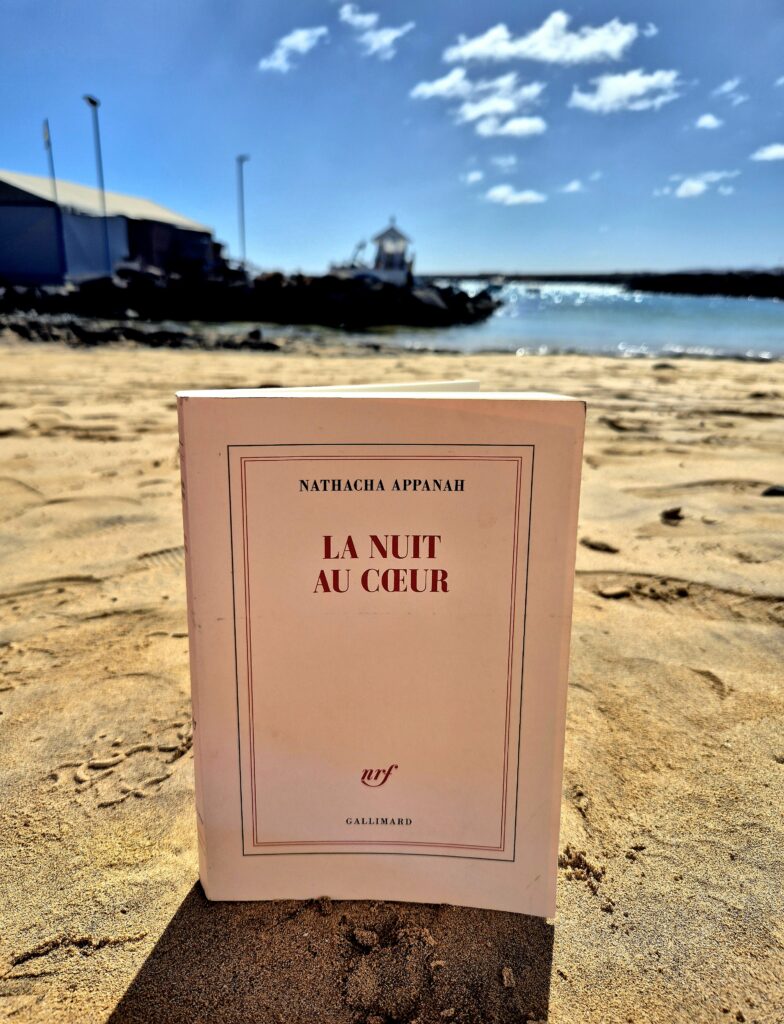 NATHACHA APPANAH
LA NUIT
AU CŒUR
nrf
GALLIMARD